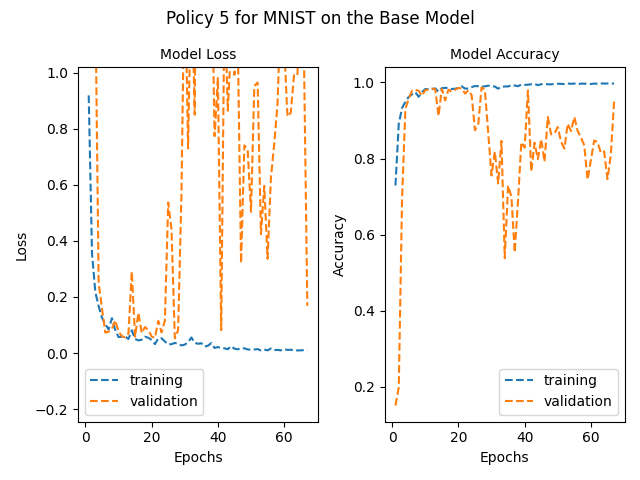 Policy 5 for MNIST on the Base Model
Model Loss
1.0
0.8
0.6
0.4
0.2
0.0
−0.2
Loss
training
validation
0
20
40
60
Epochs
Model Accuracy
1.0
0.8
0.6
0.4
0.2
Accuracy
training
validation
0
20
40
60
Epochs